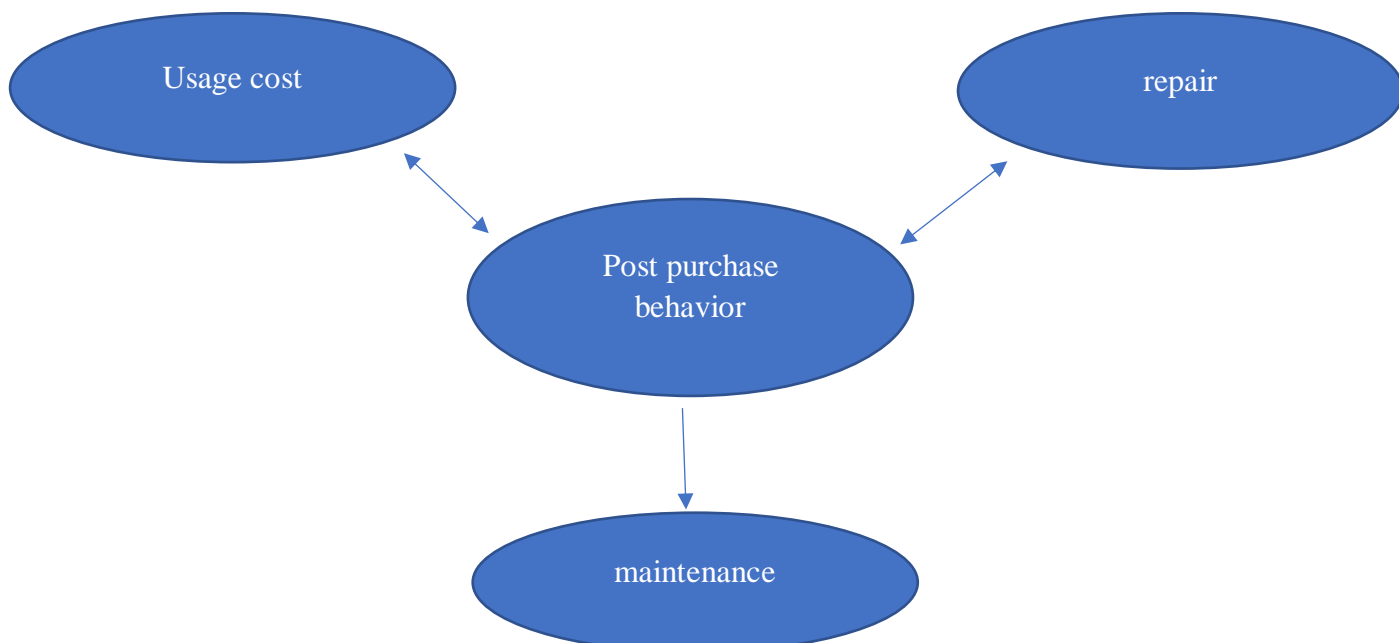 Usage cost
repair
Post purchase
behavior
maintenance